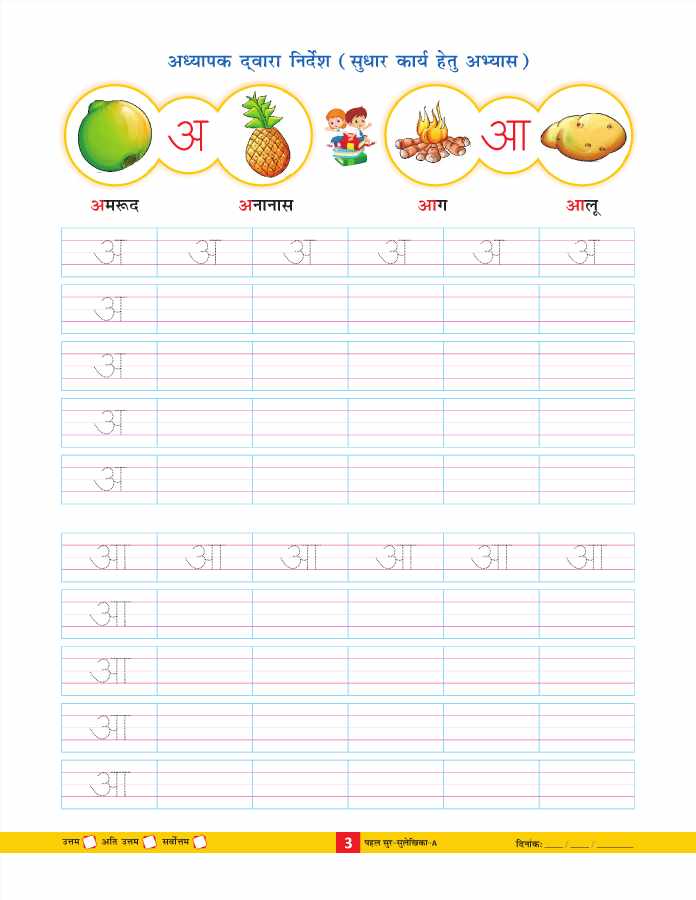 अध्यापक द्वारा निर्देश ( सुधार कार्य हेतु अभ्यास )
अ आ
अमरूद अनानास आग आलू
अ अ अ अ अ अ
अ
अ
अ
अ
आ आ आ आ आ आ
आ
आ
आ
आ
उत्तम अति उत्तम सर्वोत्तम 3 पहल सुर-सुलेखिका-A दिनांक: ____ / ____ / ________